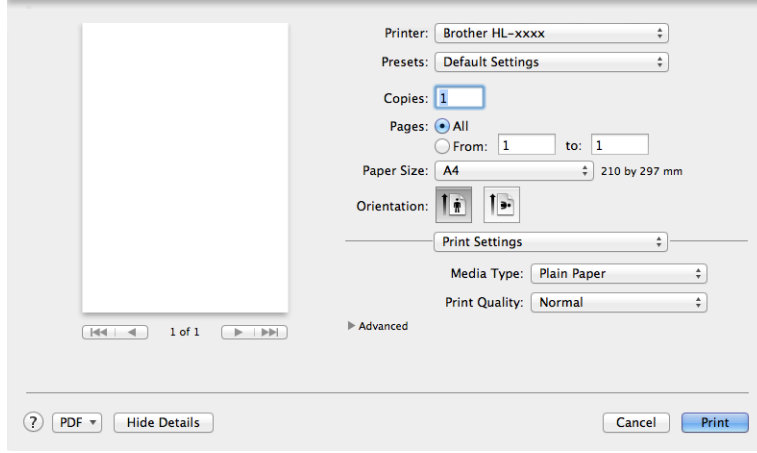 Printer: Brother HL-xxxx
Presets: Default Settings
Copies: 1
Pages: All
From: 1 to: 1
Paper Size: A4 210 by 297 mm
Orientation:
Print Settings
Media Type: Plain Paper
Print Quality: Normal
Advanced
1 of 1
? PDF Hide Details Cancel Print